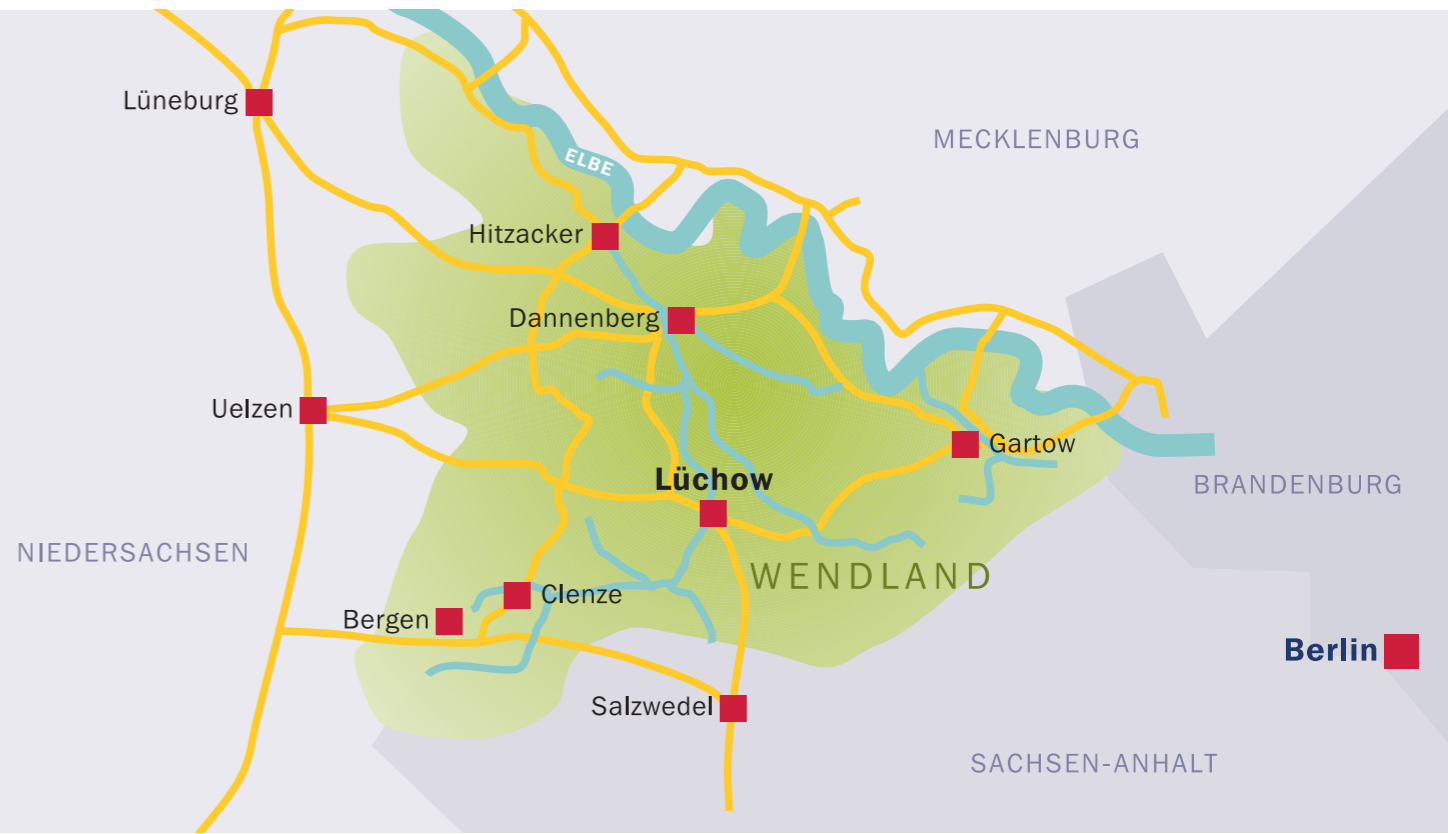 Lüneburg
MECKLENBURG
ELBE
Hitzacker
Dannenberg
Uelzen
Gartow
Lüchow
BRANDENBURG
NIEDERSACHSEN
WENDLAND
Clenze
Bergen
Berlin
Salzwedel
SACHSEN-ANHALT